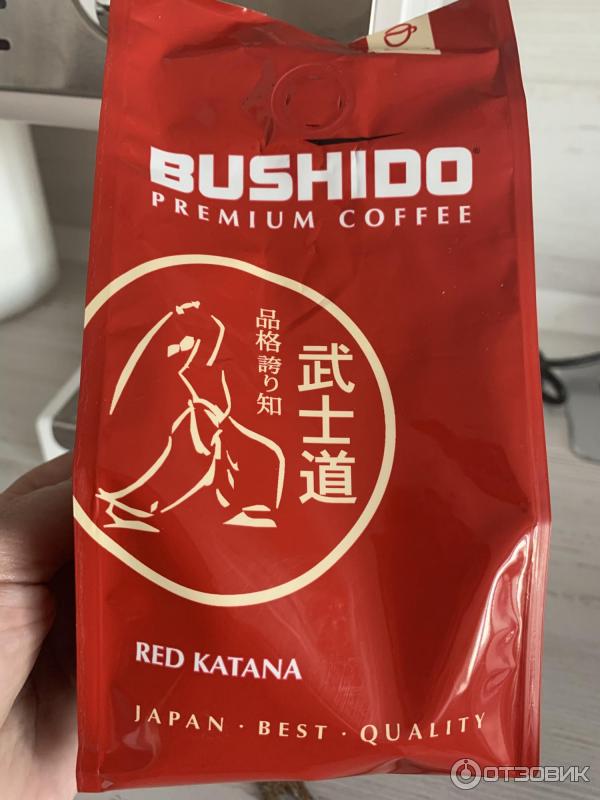 BUSHIDO®
PREMIUM COFFEE
武士道
品格誇り知
RED KATANA
JAPAN · BEST · QUALITY
ОТЗОВИК